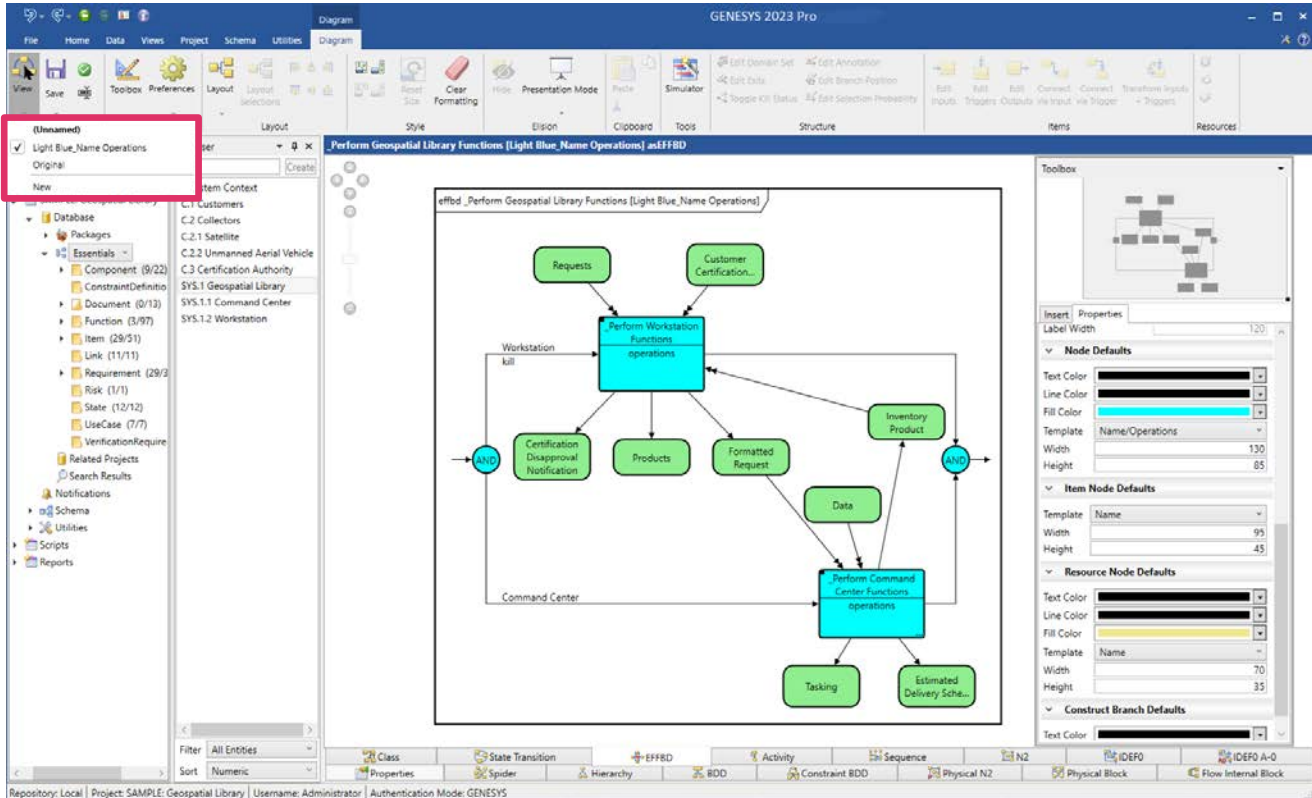 Diagram
GENESYS 2023 Pro
File Home Data Views Project Schema Utilities Diagram
View Save Toolbox Preferences Layout Layout Selections Reset Size Clear Formatting Hide Presentation Mode Paste Simulator
Edit Domain Set Edit Annotation
Edit Exits Edit Branch Position
Toggle Kill Status Edit Selection Probability
Edit Inputs Edit Triggers Edit Outputs Connect via Input Connect via Trigger Transform Inputs - Triggers
Layout Style Elision Clipboard Tools Structure Items Resources
(Unnamed)
Light Blue_Name Operations
Original
New
Database
Packages
Essentials
Component (9/22)
ConstraintDefinitio
Document (0/13)
Function (3/97)
Item (29/51)
Link (11/11)
Requirement (29/3
Risk (1/1)
State (12/12)
UseCase (7/7)
VerificationRequire
Related Projects
Search Results
Notifications
Schema
Utilities
Scripts
Reports
ser
Create
stem Context
C.1 Customers
C.2 Collectors
C.2.1 Satellite
C.2.2 Unmanned Aerial Vehicle
C.3 Certification Authority
SYS.1 Geospatial Library
SYS.1.1 Command Center
SYS.1.2 Workstation
Filter All Entities
Sort Numeric
_Perform Geospatial Library Functions [Light Blue_Name Operations] asEFFBD
effbd _Perform Geospatial Library Functions [Light Blue_Name Operations]
Requests
Customer
Certification...
_Perform Workstation
Functions
operations
Workstation
kill
Inventory
Product
AND
Certification
Disapproval
Notification
Products
Formatted
Request
AND
Data
_Perform Command
Center Functions
operations
Command Center
Tasking
Estimated
Delivery Sche...
Toolbox
Insert Properties
Label Width 120
Node Defaults
Text Color
Line Color
Fill Color
Template Name/Operations
Width 130
Height 85
Item Node Defaults
Template Name
Width 95
Height 45
Resource Node Defaults
Text Color
Line Color
Fill Color
Template Name
Width 70
Height 35
Construct Branch Defaults
Text Color
Class State Transition EFFBD Activity Sequence N2 IDEF0 IDEF0 A-0
Properties Spider Hierarchy BDD Constraint BDD Physical N2 Physical Block Flow Internal Block
Repository: Local Project: SAMPLE: Geospatial Library Username: Administrator Authentication Mode: GENESYS